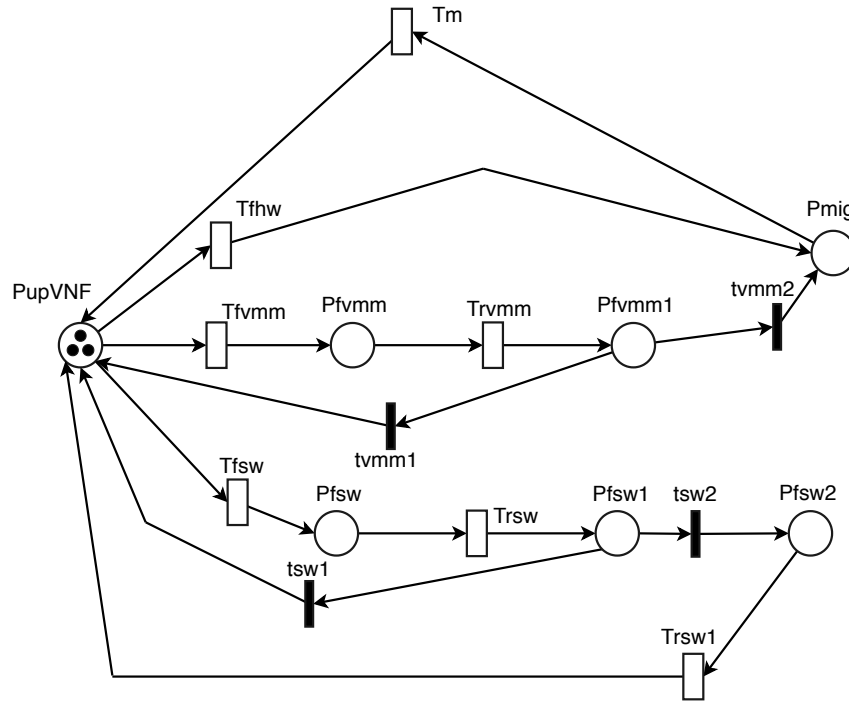 Tm
Tfhw
Pmig
PupVNF
Tfvmm
Pfvmm
Trvmm
Pfvmm1
tvmm2
tvmm1
Tfsw
Pfsw
Trsw
Pfsw1
tsw2
Pfsw2
tsw1
Trsw1